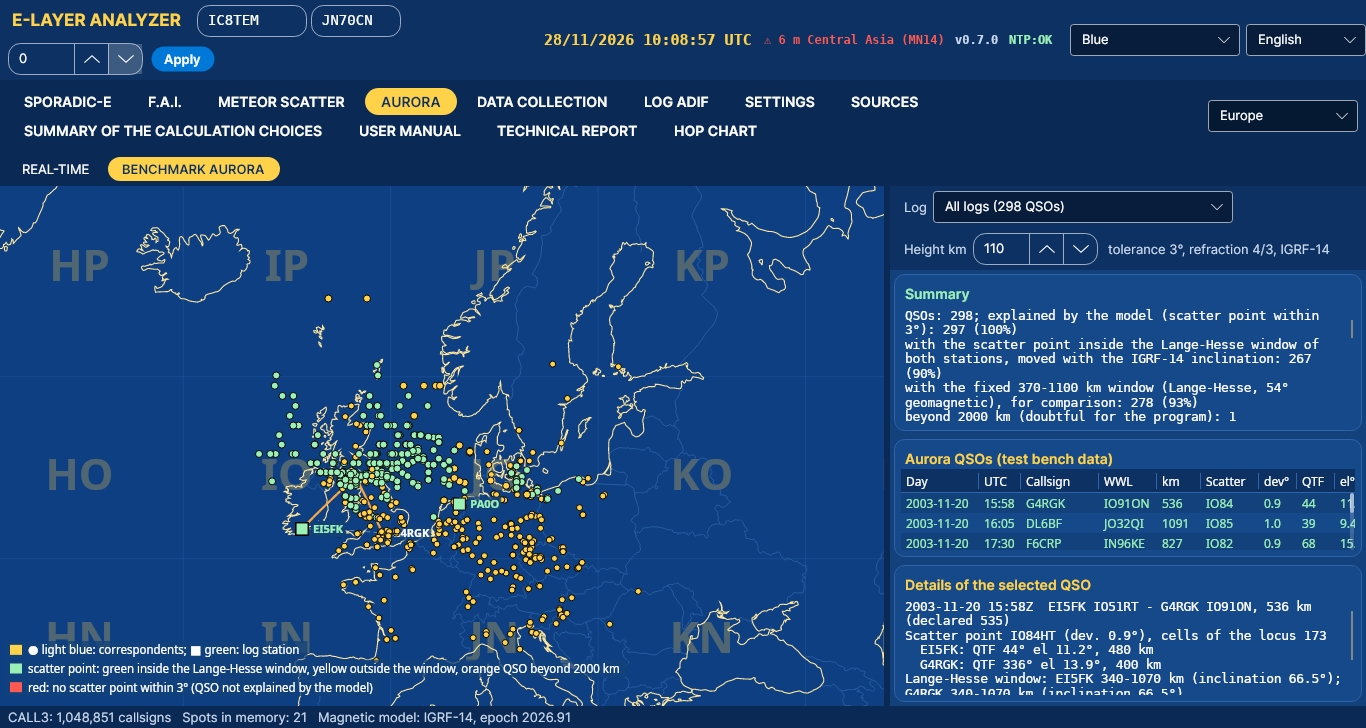 E-LAYER ANALYZER
IC8TEM
JN70CN
28/11/2026 10:08:57 UTC
⚠ 6 m Central Asia (MN14)
v0.7.0
NTP:OK
Blue
English
0
Apply
SPORADIC-E
F.A.I.
METEOR SCATTER
AURORA
DATA COLLECTION
LOG ADIF
SETTINGS
SOURCES
SUMMARY OF THE CALCULATION CHOICES
USER MANUAL
TECHNICAL REPORT
HOP CHART
Europe
REAL-TIME
BENCHMARK AURORA
HP
IP
JP
KP
HO
IO
KO
HN
IN
JN
KN
EI5FK
G4RGK
PA0O
light blue: correspondents; green: log station
scatter point: green inside the Lange-Hesse window, yellow outside the window, orange QSO beyond 2000 km
red: no scatter point within 3° (QSO not explained by the model)
Log
All logs (298 QSOs)
Height km
110
tolerance 3°, refraction 4/3, IGRF-14
Summary
QSOs: 298; explained by the model (scatter point within
3°): 297 (100%)
with the scatter point inside the Lange-Hesse window of
both stations, moved with the IGRF-14 inclination: 267
(90%)
with the fixed 370-1100 km window (Lange-Hesse, 54°
geomagnetic), for comparison: 278 (93%)
beyond 2000 km (doubtful for the program): 1
Aurora QSOs (test bench data)
Day UTC Callsign WWL km Scatter dev° QTF el°
2003-11-20 15:58 G4RGK IO91ON 536 IO84 0.9 44 11.
2003-11-20 16:05 DL6BF JO32QI 1091 IO85 1.0 39 9.4
2003-11-20 17:30 F6CRP IN96KE 827 IO82 0.9 68 15.
Details of the selected QSO
2003-11-20 15:58Z EI5FK IO51RT - G4RGK IO91ON, 536 km
(declared 535)
Scatter point IO84HT (dev. 0.9°), cells of the locus 173
EI5FK: QTF 44° el 11.2°, 480 km
G4RGK: QTF 336° el 13.9°, 400 km
Lange-Hesse window: EI5FK 340-1070 km (inclination 66.5°);
G4RGK 340-1070 km (inclination 66.5°)
CALL3: 1,048,851 callsigns Spots in memory: 21 Magnetic model: IGRF-14, epoch 2026.91